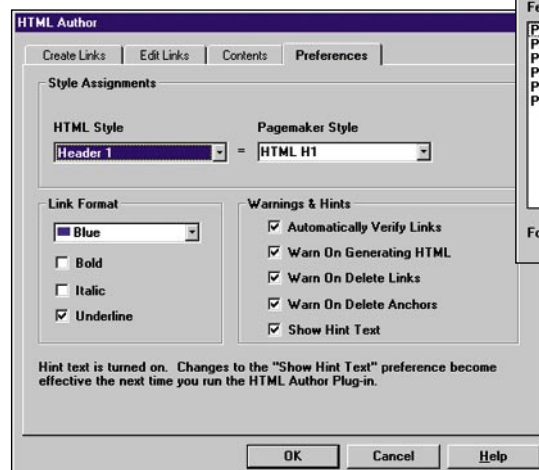 HTML Author
Create Links Edit Links Contents Preferences
Style Assignments
HTML Style Pagemaker Style
Header 1 = HTML H1
Link Format
Blue
Bold
Italic
Underline
Warnings & Hints
Automatically Verify Links
Warn On Generating HTML
Warn On Delete Links
Warn On Delete Anchors
Show Hint Text
Hint text is turned on. Changes to the "Show Hint Text" preference become
effective the next time you run the HTML Author Plug-in.
OK Cancel Help
Fe
P
P
P
P
P
P
Fo